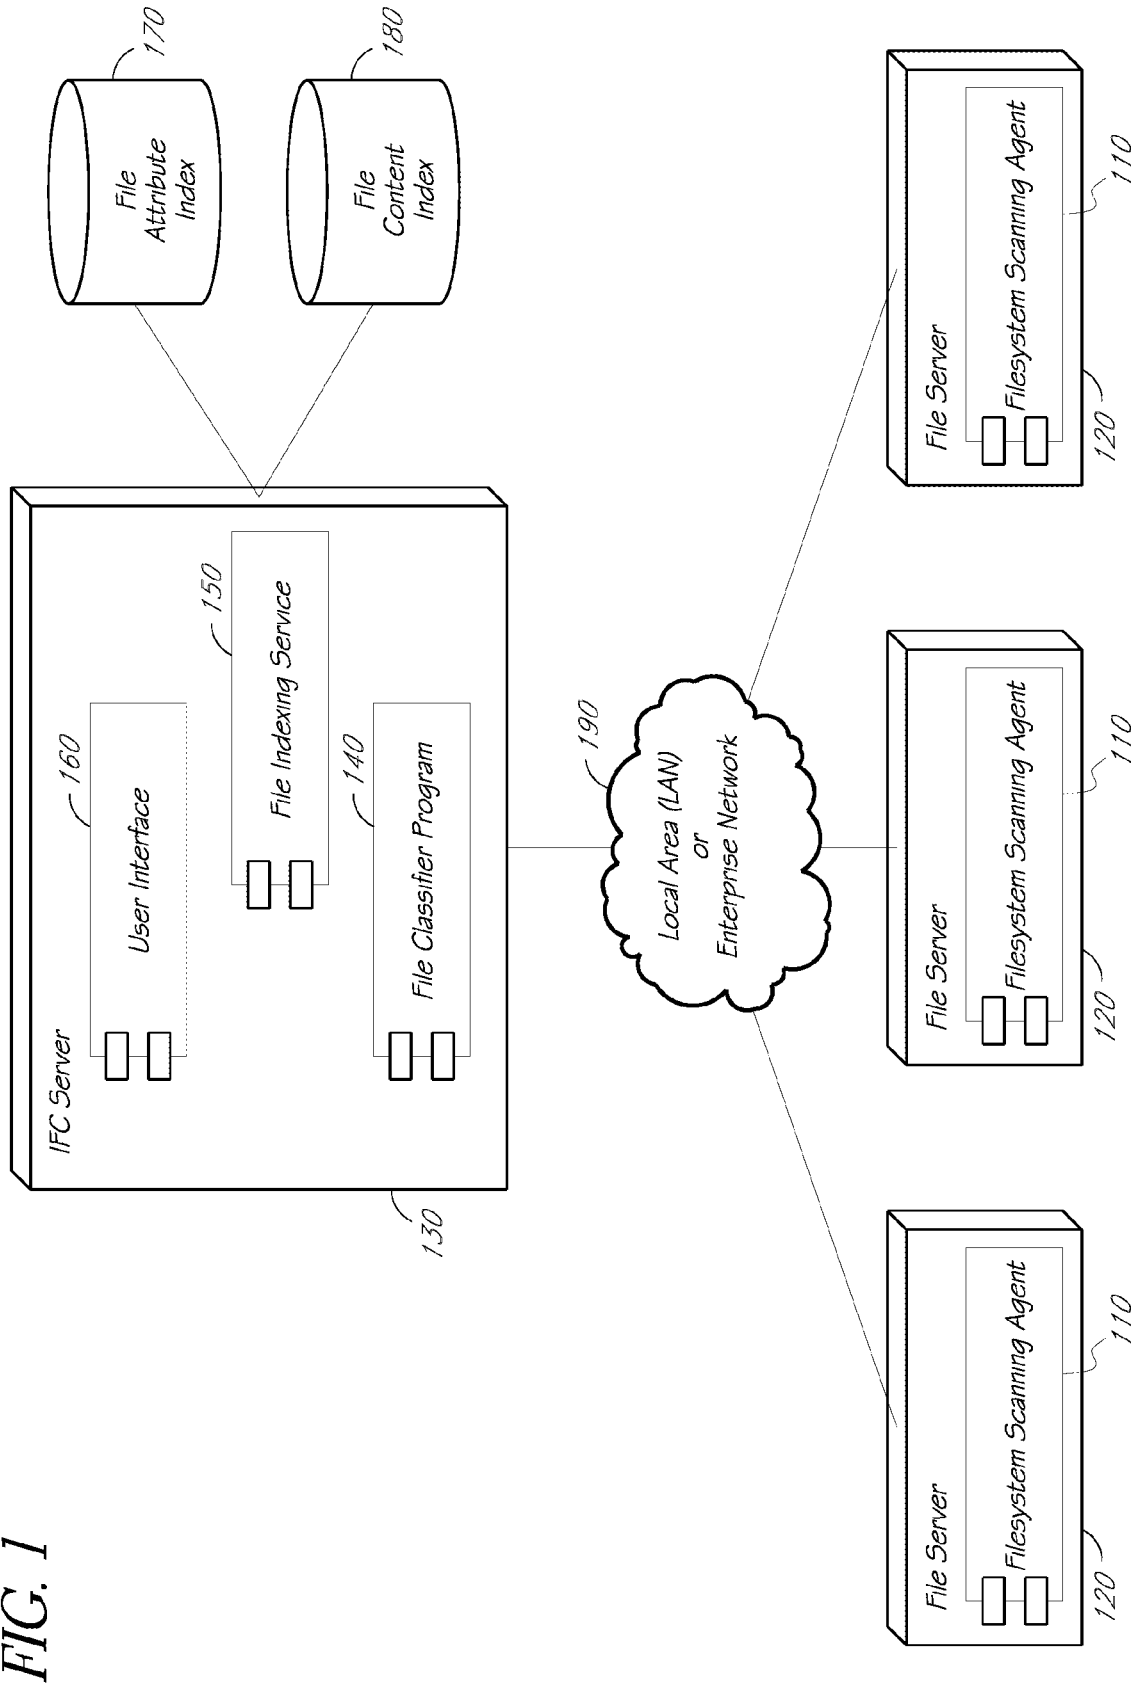 FIG. 1
IFC Server
160
User Interface
150
File Indexing Service
140
File Classifier Program
130
170
File
Attribute
Index
180
File
Content
Index
190
Local Area (LAN)
or
Enterprise Network
File Server
Filesystem Scanning Agent
120
110
File Server
Filesystem Scanning Agent
120
110
File Server
Filesystem Scanning Agent
120
110